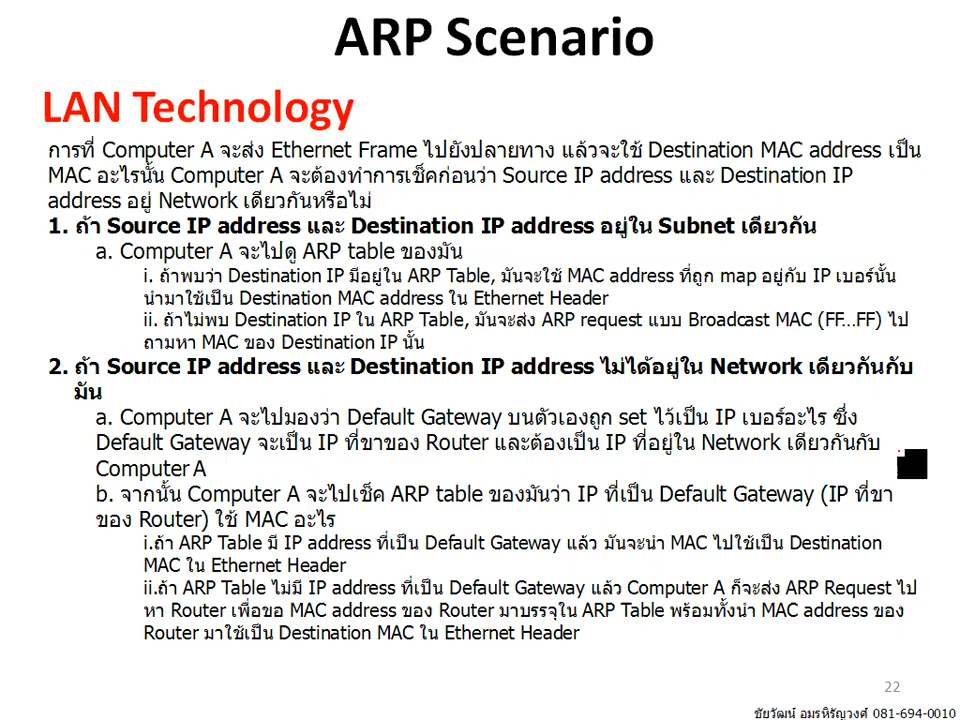 ARP Scenario
LAN Technology
การที่ Computer A จะส่ง Ethernet Frame ไปยังปลายทาง แล้วจะใช้ Destination MAC address เป็น
MAC อะไรนั้น Computer A จะต้องทำการเช็คก่อนว่า Source IP address และ Destination IP
address อยู่ Network เดียวกันหรือไม่
1. ถ้า Source IP address และ Destination IP address อยู่ใน Subnet เดียวกัน
a. Computer A จะไปดู ARP table ของมัน
i. ถ้าพบว่า Destination IP มีอยู่ใน ARP Table, มันจะใช้ MAC address ที่ถูก map อยู่กับ IP เบอร์นั้น
นำมาใช้เป็น Destination MAC address ใน Ethernet Header
ii. ถ้าไม่พบ Destination IP ใน ARP Table, มันจะส่ง ARP request แบบ Broadcast MAC (FF...FF) ไป
ถามหา MAC ของ Destination IP นั้น
2. ถ้า Source IP address และ Destination IP address ไม่ได้อยู่ใน Network เดียวกันกับ
มัน
a. Computer A จะไปมองว่า Default Gateway บนตัวเองถูก set ไว้เป็น IP เบอร์อะไร ซึ่ง
Default Gateway จะเป็น IP ที่ขาของ Router และต้องเป็น IP ที่อยู่ใน Network เดียวกันกับ
Computer A
b. จากนั้น Computer A จะไปเช็ค ARP table ของมันว่า IP ที่เป็น Default Gateway (IP ที่ขา
ของ Router) ใช้ MAC อะไร
i.ถ้า ARP Table มี IP address ที่เป็น Default Gateway แล้ว มันจะนำ MAC ไปใช้เป็น Destination
MAC ใน Ethernet Header
ii.ถ้า ARP Table ไม่มี IP address ที่เป็น Default Gateway แล้ว Computer A ก็จะส่ง ARP Request ไป
หา Router เพื่อขอ MAC address ของ Router มาบรรจุใน ARP Table พร้อมทั้งนำ MAC address ของ
Router มาใช้เป็น Destination MAC ใน Ethernet Header
22
ชัยวัฒน์ อมรหิรัญวงศ์ 081-694-0010